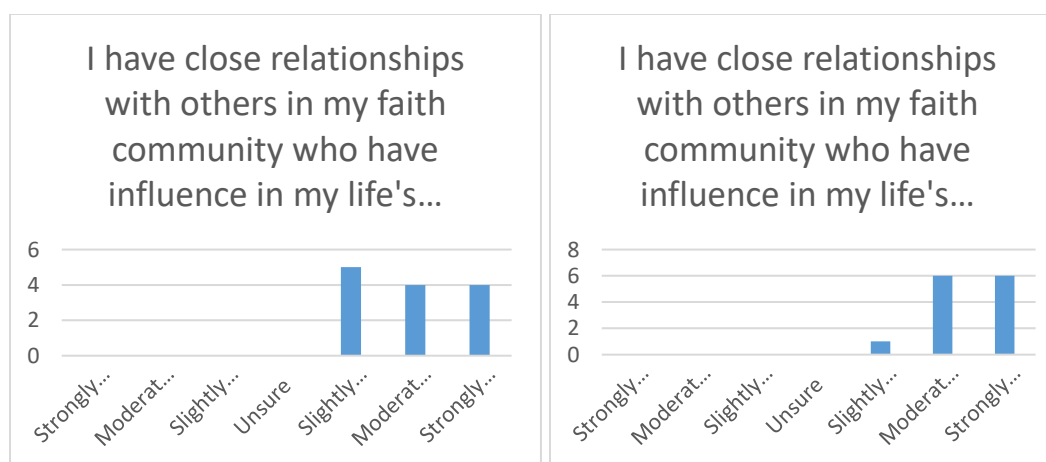 I have close relationships
with others in my faith
community who have
influence in my life's...
6
4
2
0
Strongly...
Moderat...
Slightly...
Unsure
Slightly...
Moderat...
Strongly...
I have close relationships
with others in my faith
community who have
influence in my life's...
8
6
4
2
0
Strongly...
Moderat...
Slightly...
Unsure
Slightly...
Moderat...
Strongly...